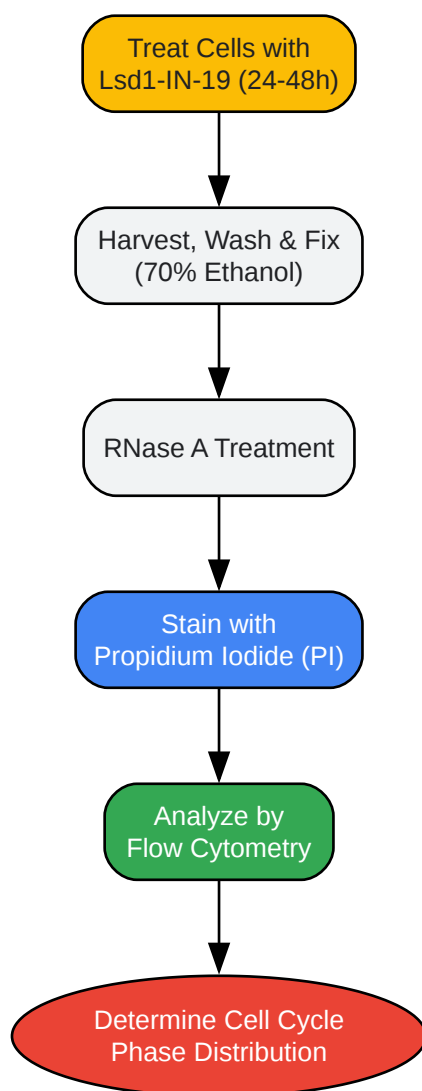 Treat Cells with
Lsd1-IN-19 (24-48h)
Harvest, Wash & Fix
(70% Ethanol)
RNase A Treatment
Stain with
Propidium Iodide (PI)
Analyze by
Flow Cytometry
Determine Cell Cycle
Phase Distribution